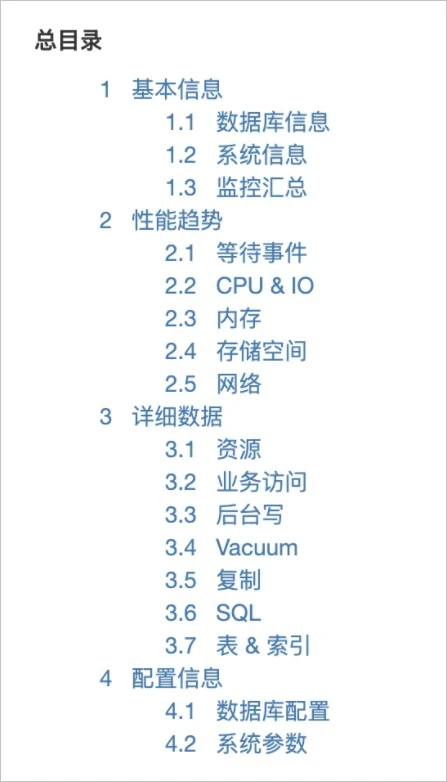 总目录
1 基本信息
1.1 数据库信息
1.2 系统信息
1.3 监控汇总
2 性能趋势
2.1 等待事件
2.2 CPU & IO
2.3 内存
2.4 存储空间
2.5 网络
3 详细数据
3.1 资源
3.2 业务访问
3.3 后台写
3.4 Vacuum
3.5 复制
3.6 SQL
3.7 表 & 索引
4 配置信息
4.1 数据库配置
4.2 系统参数